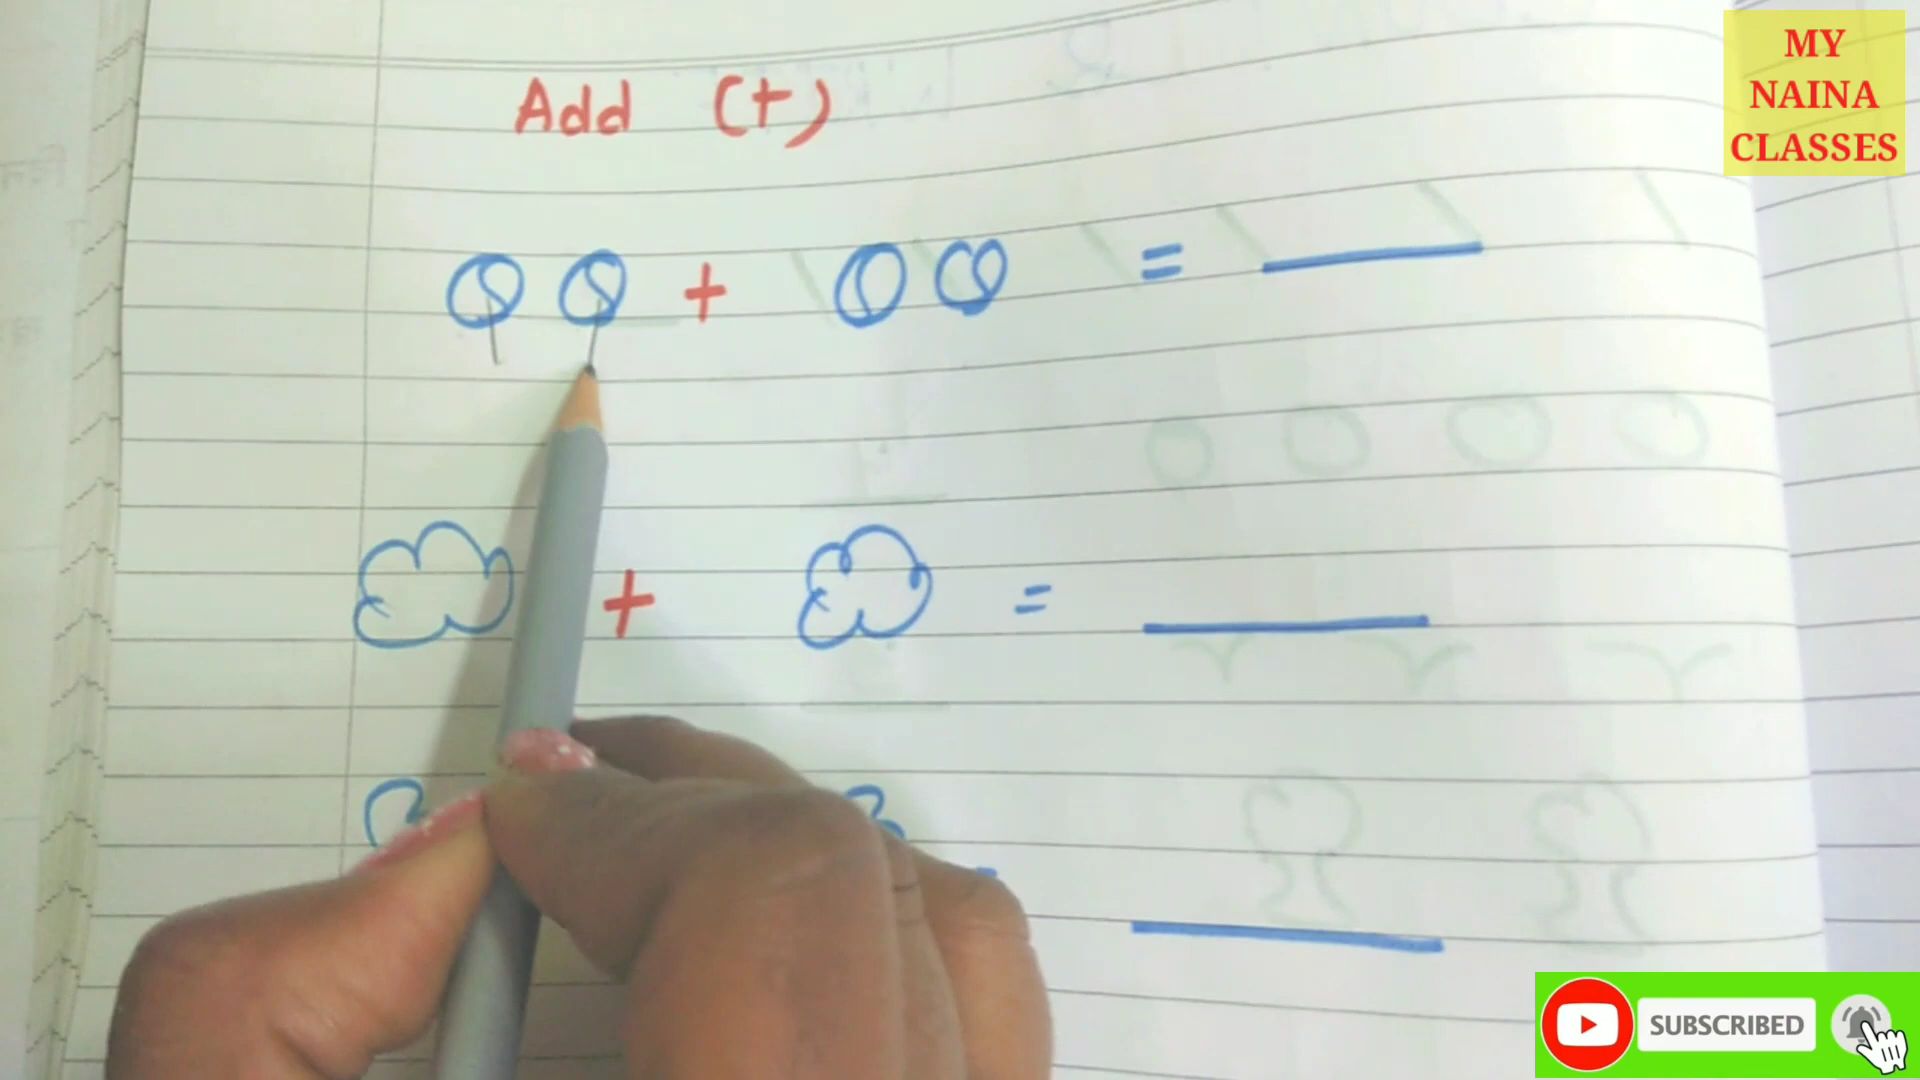 Add (+)
+ =
+ =
MY
NAINA
CLASSES
SUBSCRIBED